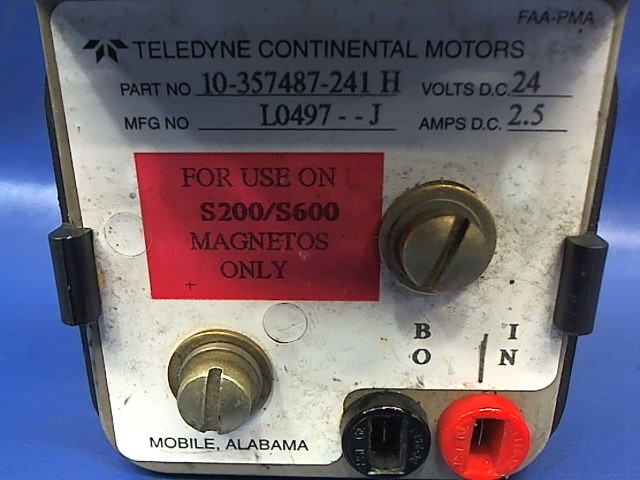 FAA-PMA
TELEDYNE CONTINENTAL MOTORS
PART NO 10-357487-241 H VOLTS D.C. 24
MFG NO L0497 - - J AMPS D.C. 2.5
FOR USE ON
S200/S600
MAGNETOS
ONLY
B I
O N
MOBILE, ALABAMA